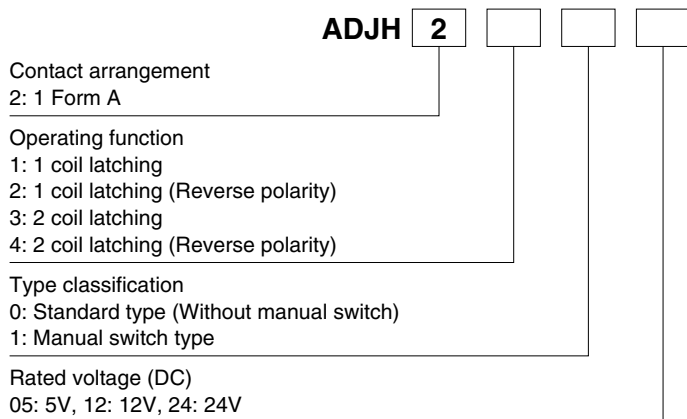 ADJH 2
Contact arrangement
2: 1 Form A
Operating function
1: 1 coil latching
2: 1 coil latching (Reverse polarity)
3: 2 coil latching
4: 2 coil latching (Reverse polarity)
Type classification
0: Standard type (Without manual switch)
1: Manual switch type
Rated voltage (DC)
05: 5V, 12: 12V, 24: 24V